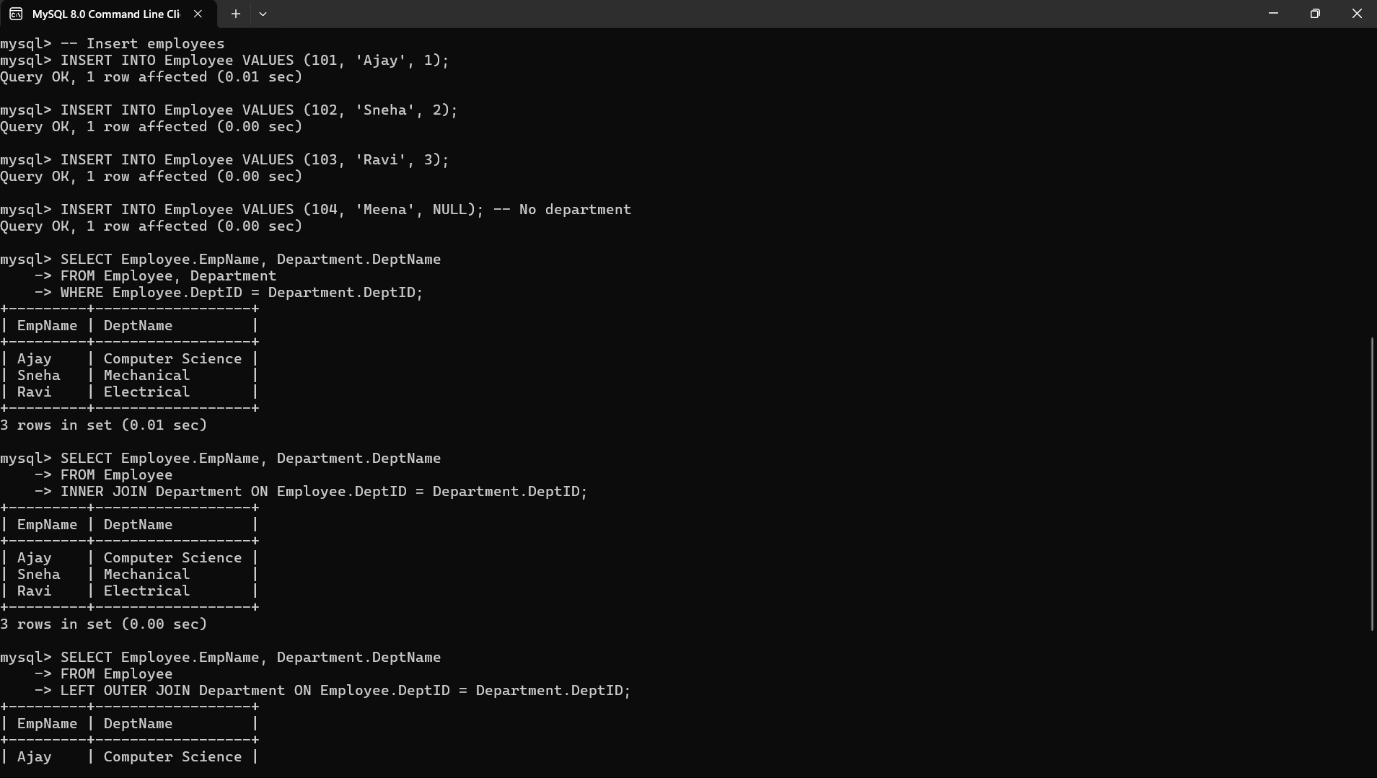 MySQL 8.0 Command Line Cli
mysql> -- Insert employees
mysql> INSERT INTO Employee VALUES (101, 'Ajay', 1);
Query OK, 1 row affected (0.01 sec)

mysql> INSERT INTO Employee VALUES (102, 'Sneha', 2);
Query OK, 1 row affected (0.00 sec)

mysql> INSERT INTO Employee VALUES (103, 'Ravi', 3);
Query OK, 1 row affected (0.00 sec)

mysql> INSERT INTO Employee VALUES (104, 'Meena', NULL); -- No department
Query OK, 1 row affected (0.00 sec)

mysql> SELECT Employee.EmpName, Department.DeptName
    -> FROM Employee, Department
    -> WHERE Employee.DeptID = Department.DeptID;
+---------+------------------+
| EmpName | DeptName         |
+---------+------------------+
| Ajay    | Computer Science |
| Sneha   | Mechanical       |
| Ravi    | Electrical       |
+---------+------------------+
3 rows in set (0.01 sec)

mysql> SELECT Employee.EmpName, Department.DeptName
    -> FROM Employee
    -> INNER JOIN Department ON Employee.DeptID = Department.DeptID;
+---------+------------------+
| EmpName | DeptName         |
+---------+------------------+
| Ajay    | Computer Science |
| Sneha   | Mechanical       |
| Ravi    | Electrical       |
+---------+------------------+
3 rows in set (0.00 sec)

mysql> SELECT Employee.EmpName, Department.DeptName
    -> FROM Employee
    -> LEFT OUTER JOIN Department ON Employee.DeptID = Department.DeptID;
+---------+------------------+
| EmpName | DeptName         |
+---------+------------------+
| Ajay    | Computer Science |